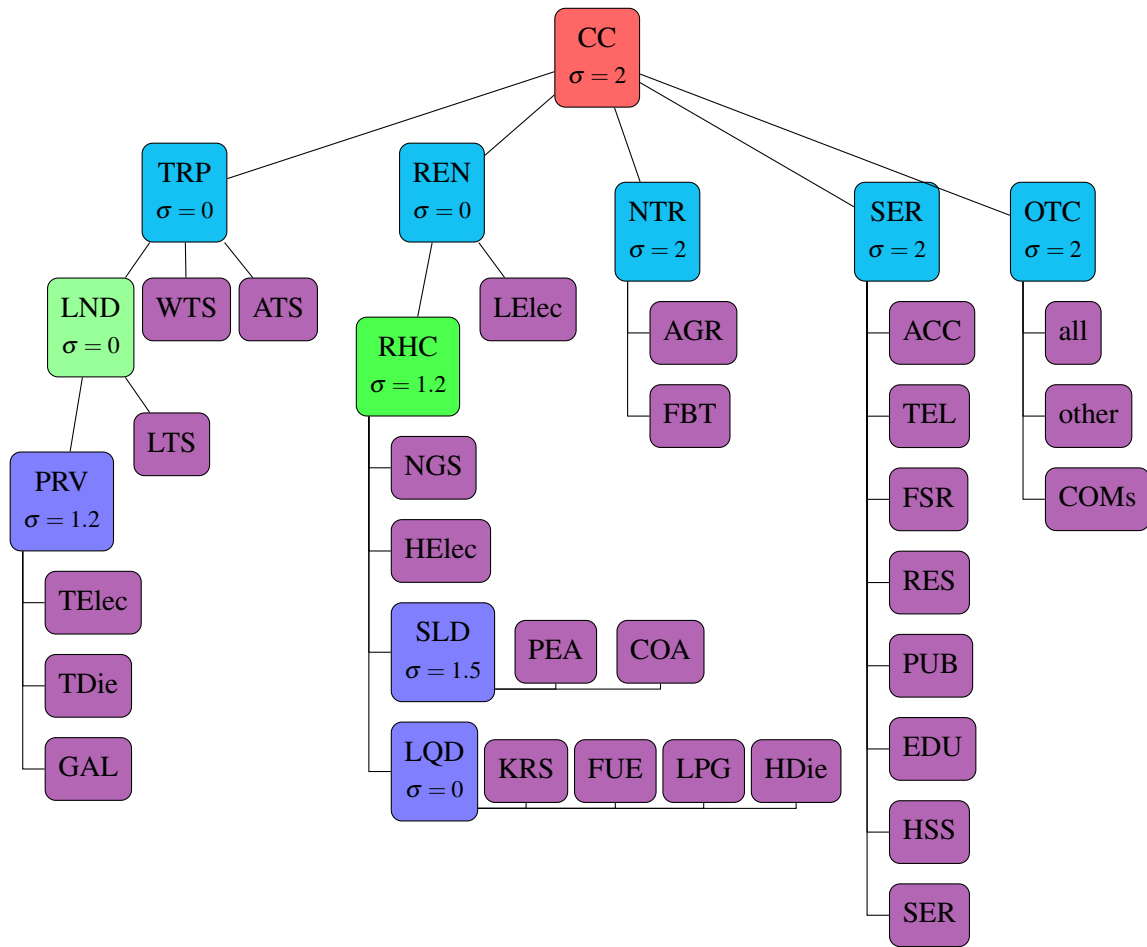 CC
σ = 2
TRP
σ = 0
REN
σ = 0
NTR
σ = 2
SER
σ = 2
OTC
σ = 2
LND
σ = 0
WTS
ATS
LElec
RHC
σ = 1.2
AGR
FBT
ACC
TEL
FSR
RES
PUB
EDU
HSS
SER
all
other
COMs
LTS
PRV
σ = 1.2
TElec
TDie
GAL
NGS
HElec
SLD
σ = 1.5
PEA
COA
LQD
σ = 0
KRS
FUE
LPG
HDie